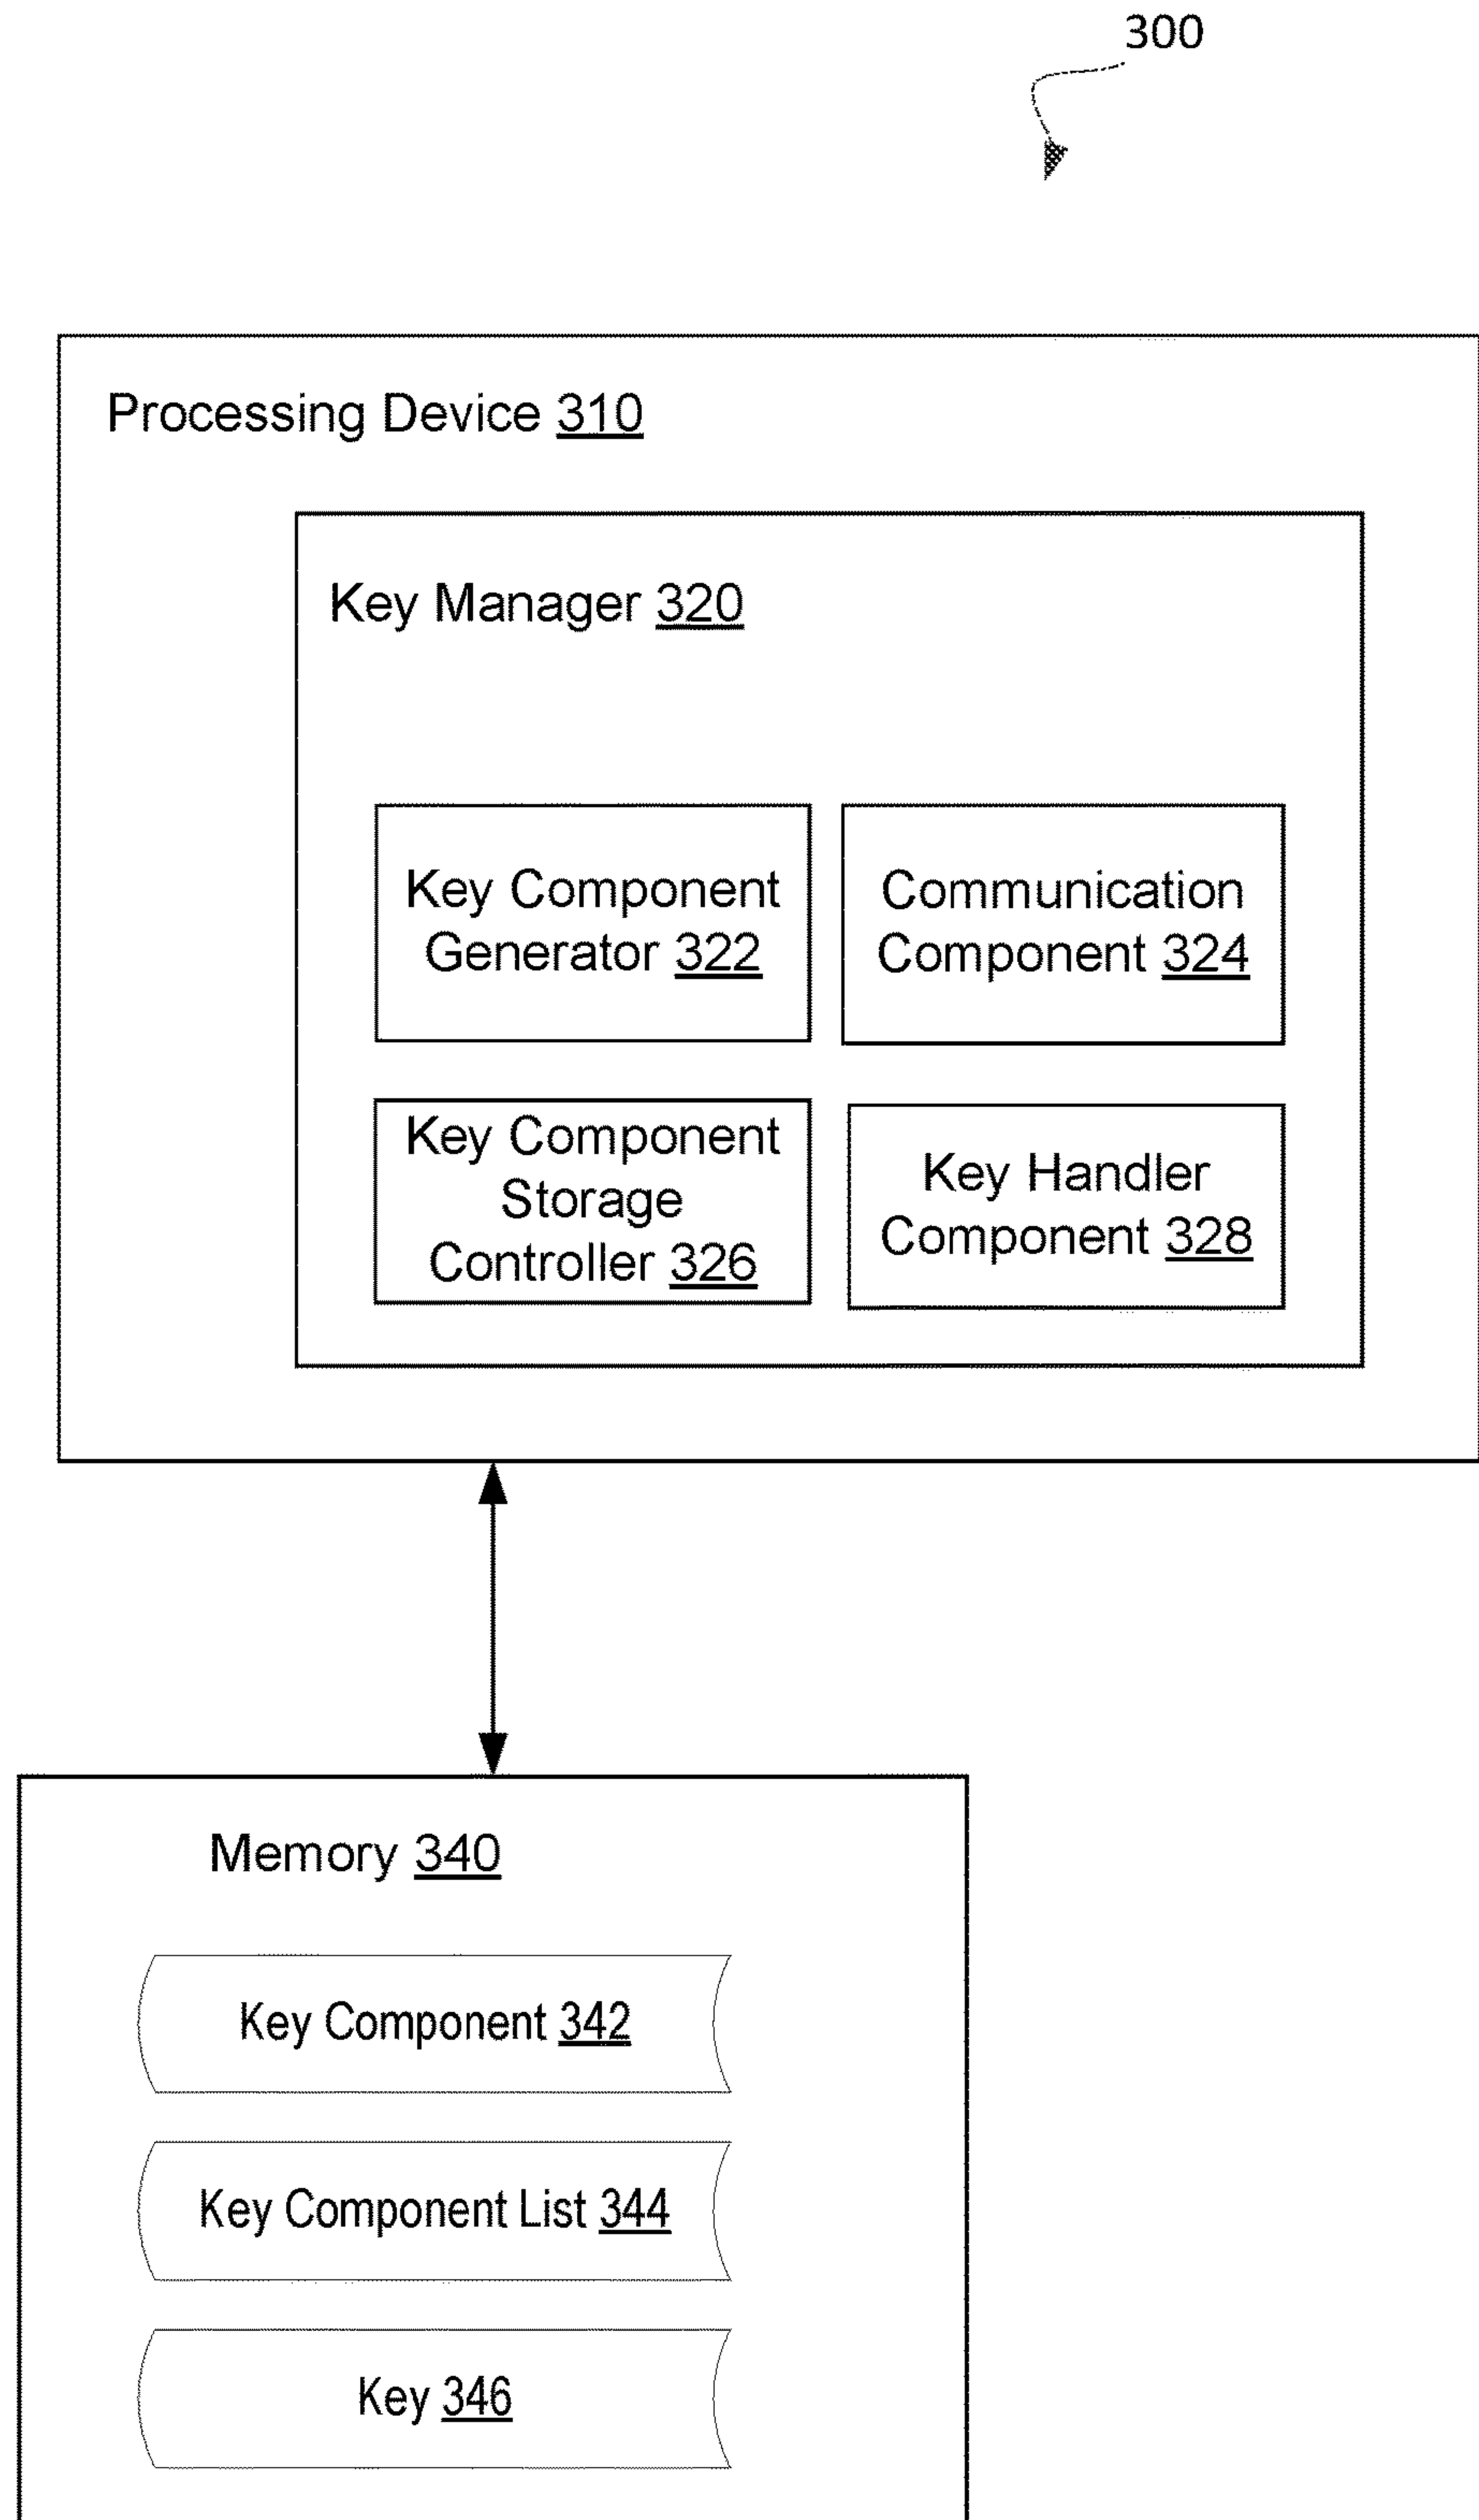 300
Processing Device 310
Key Manager 320
Key Component
Generator 322
Communication
Component 324
Key Component
Storage
Controller 326
Key Handler
Component 328
Memory 340
Key Component 342
Key Component List 344
Key 346